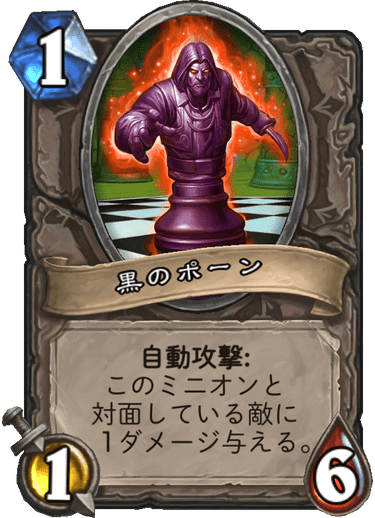 1
黒のポーン
自動攻撃:
このミニオンと
対面している敵に
1ダメージ与える。
1
6